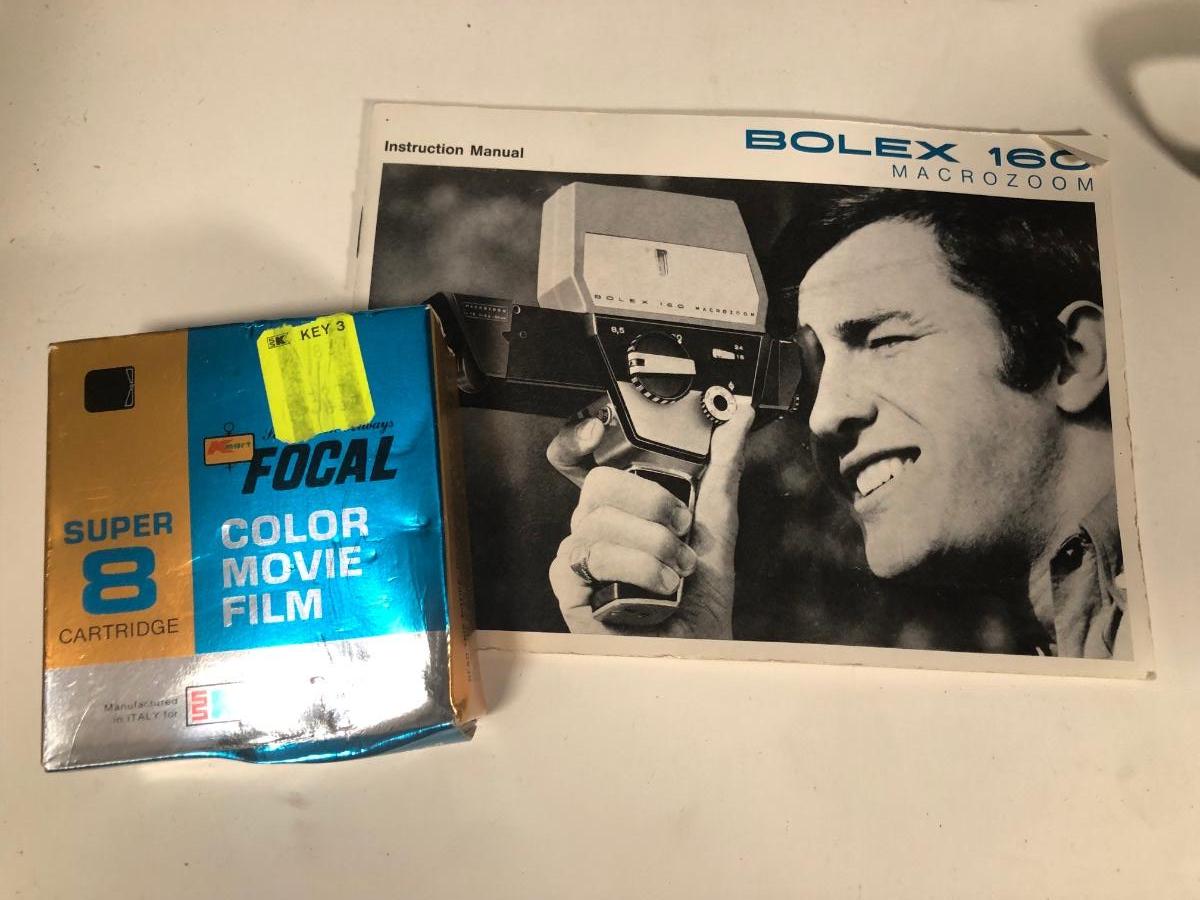 Instruction Manual
BOLEX 160
MACROZOOM
BOLEX 160 MACROZOOM
8,5
24
18
KEY 3
K
Kmart
FOCAL
SUPER
8
CARTRIDGE
COLOR
MOVIE
FILM
Manufactured
in ITALY for